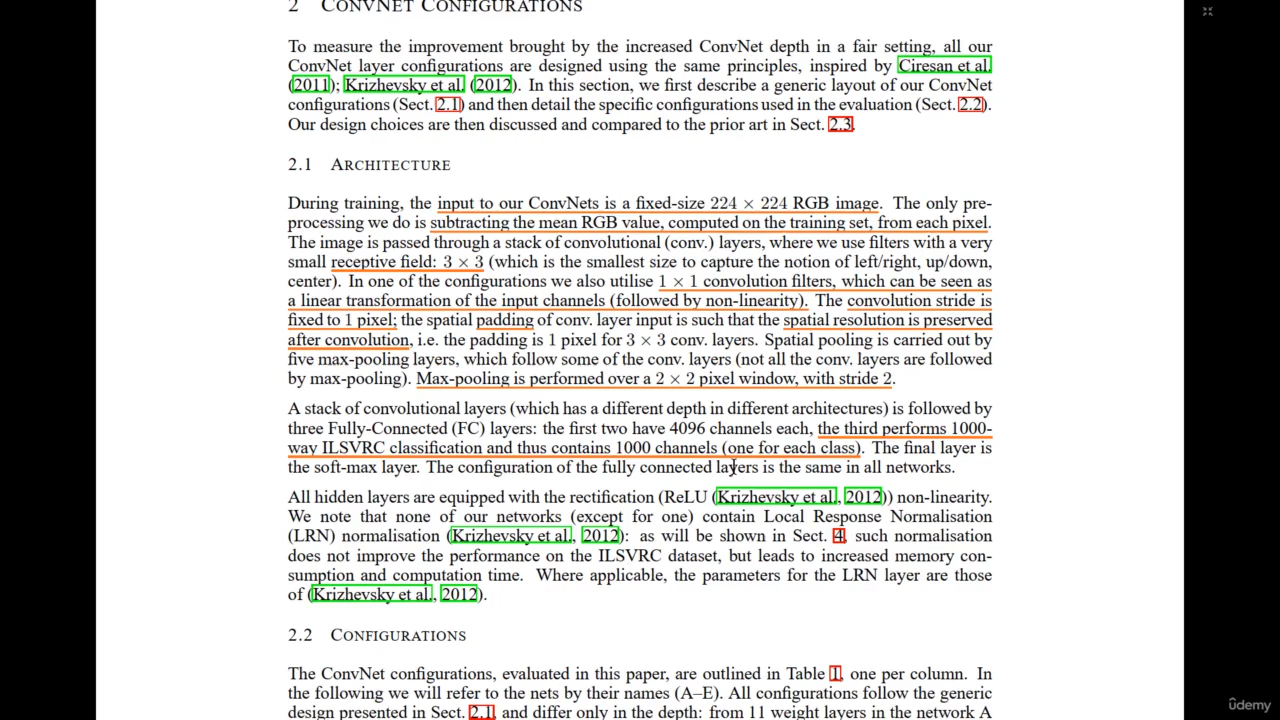 2 CONVNET CONFIGURATIONS
To measure the improvement brought by the increased ConvNet depth in a fair setting, all our
ConvNet layer configurations are designed using the same principles, inspired by Ciresan et al.
(2011); Krizhevsky et al. (2012). In this section, we first describe a generic layout of our ConvNet
configurations (Sect. 2.1) and then detail the specific configurations used in the evaluation (Sect. 2.2).
Our design choices are then discussed and compared to the prior art in Sect. 2.3.
2.1 ARCHITECTURE
During training, the input to our ConvNets is a fixed-size 224 × 224 RGB image. The only pre-
processing we do is subtracting the mean RGB value, computed on the training set, from each pixel.
The image is passed through a stack of convolutional (conv.) layers, where we use filters with a very
small receptive field: 3 × 3 (which is the smallest size to capture the notion of left/right, up/down,
center). In one of the configurations we also utilise 1 × 1 convolution filters, which can be seen as
a linear transformation of the input channels (followed by non-linearity). The convolution stride is
fixed to 1 pixel; the spatial padding of conv. layer input is such that the spatial resolution is preserved
after convolution, i.e. the padding is 1 pixel for 3 × 3 conv. layers. Spatial pooling is carried out by
five max-pooling layers, which follow some of the conv. layers (not all the conv. layers are followed
by max-pooling). Max-pooling is performed over a 2 × 2 pixel window, with stride 2.
A stack of convolutional layers (which has a different depth in different architectures) is followed by
three Fully-Connected (FC) layers: the first two have 4096 channels each, the third performs 1000-
way ILSVRC classification and thus contains 1000 channels (one for each class). The final layer is
the soft-max layer. The configuration of the fully connected layers is the same in all networks.
All hidden layers are equipped with the rectification (ReLU (Krizhevsky et al., 2012)) non-linearity.
We note that none of our networks (except for one) contain Local Response Normalisation
(LRN) normalisation (Krizhevsky et al., 2012): as will be shown in Sect. 4, such normalisation
does not improve the performance on the ILSVRC dataset, but leads to increased memory con-
sumption and computation time. Where applicable, the parameters for the LRN layer are those
of (Krizhevsky et al., 2012).
2.2 CONFIGURATIONS
The ConvNet configurations, evaluated in this paper, are outlined in Table 1, one per column. In
the following we will refer to the nets by their names (A–E). All configurations follow the generic
design presented in Sect. 2.1, and differ only in the depth: from 11 weight layers in the network A
ûdemy